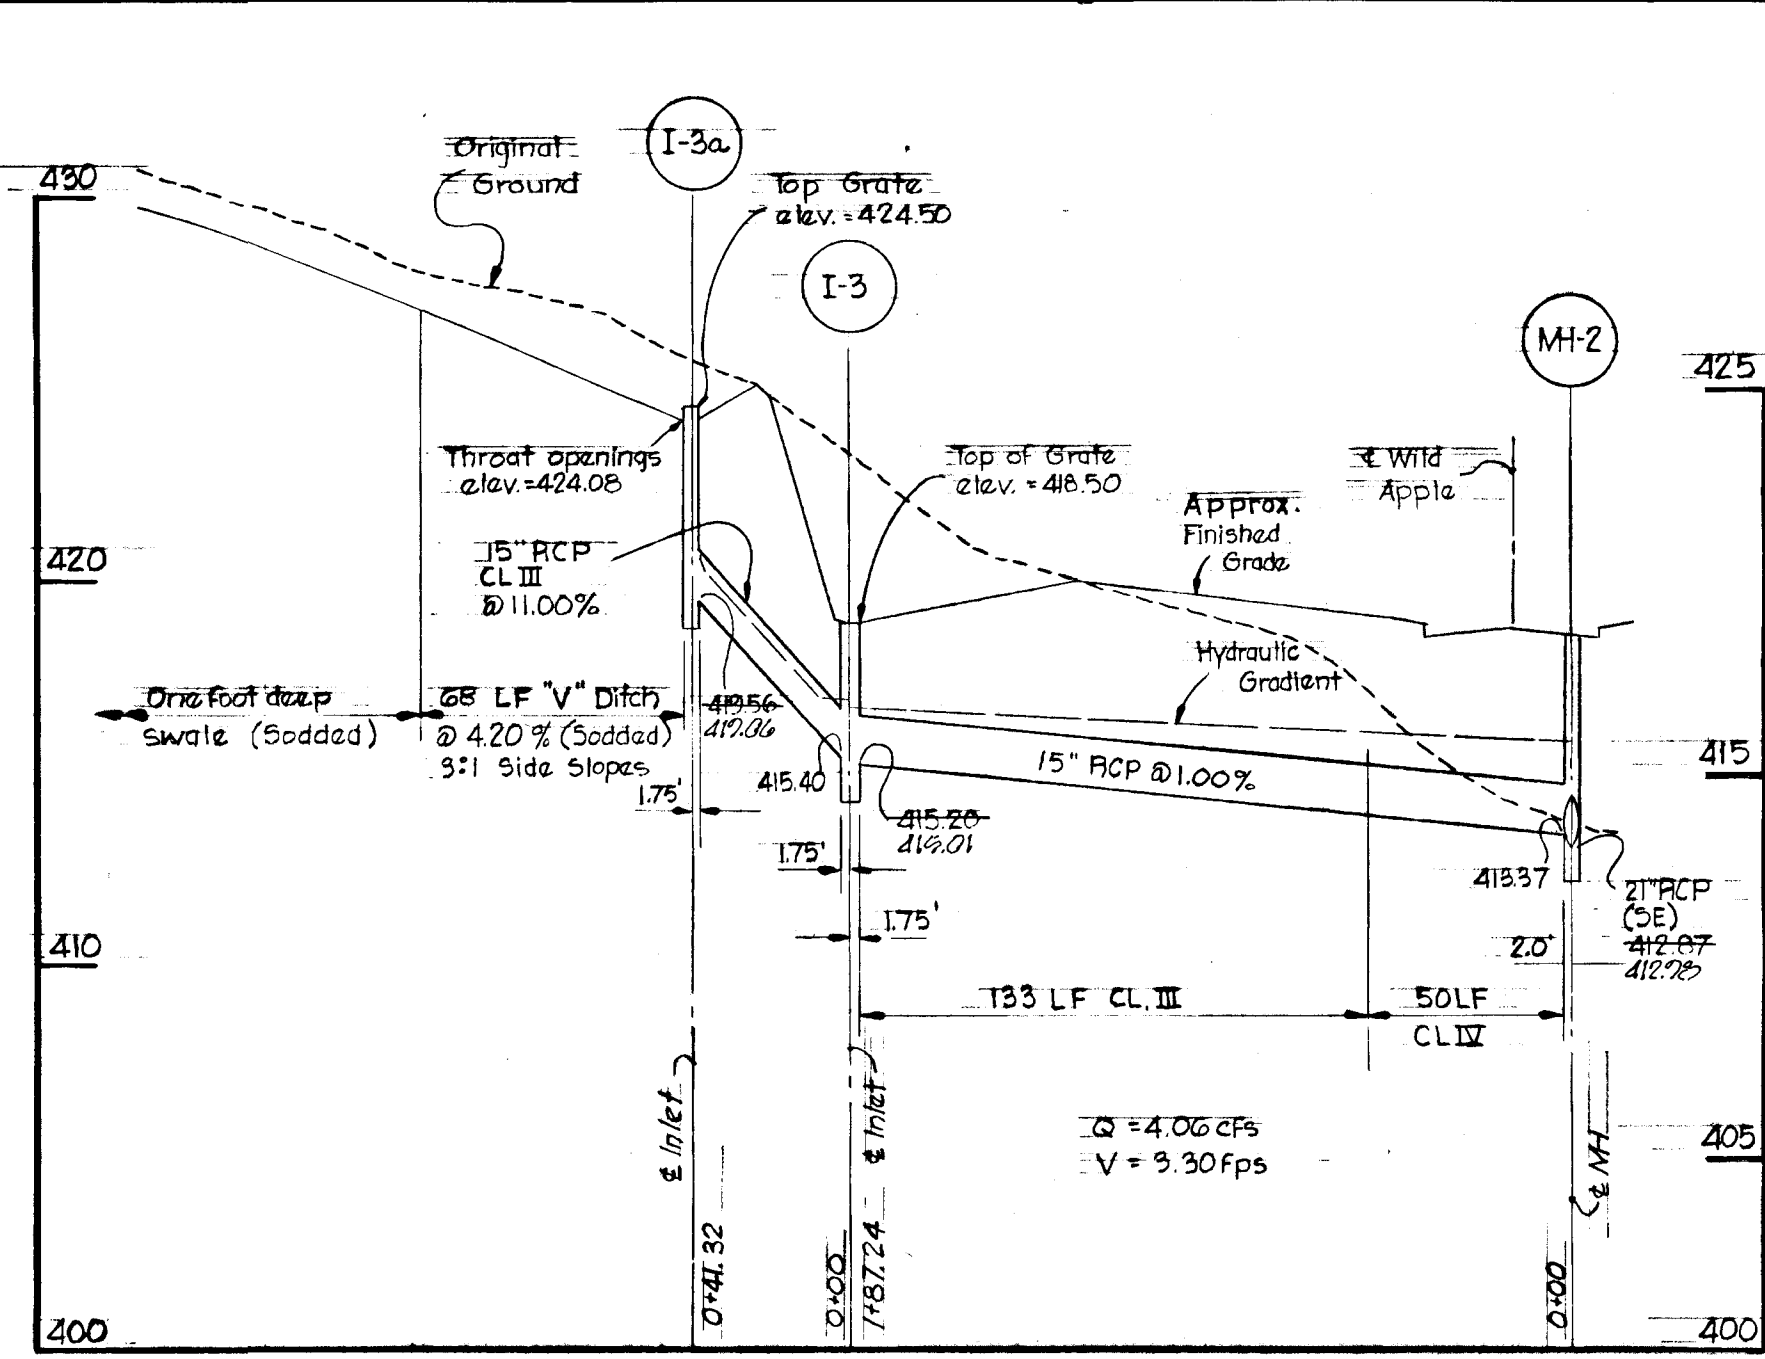 I-3a
Original
Ground
430
Top Grate
elev. = 424.50
I-3
MH-2
425
Throat openings
elev. = 424.08
Top of Grate
elev. = 418.50
℄ Wild
Apple
Approx.
Finished
Grade
15" RCP
CL III
@ 11.00%
420
Hydraulic
Gradient
One foot deep
swale (Sodded)
68 LF "V" Ditch
@ 4.20 % (Sodded)
3:1 Side Slopes
419.56
415.40
15" RCP @ 1.00%
415
1.75'
415.20
1.75'
413.37
21" RCP
(SE)
412.87
412.98
1.75'
2.0'
410
133 LF CL. III
50 LF
CL IV
℄ Inlet
℄ Inlet
Q = 4.06 cfs
V = 3.30 fps
405
℄ MH
0+41.32
0+00
1+87.24
0+00
400
400